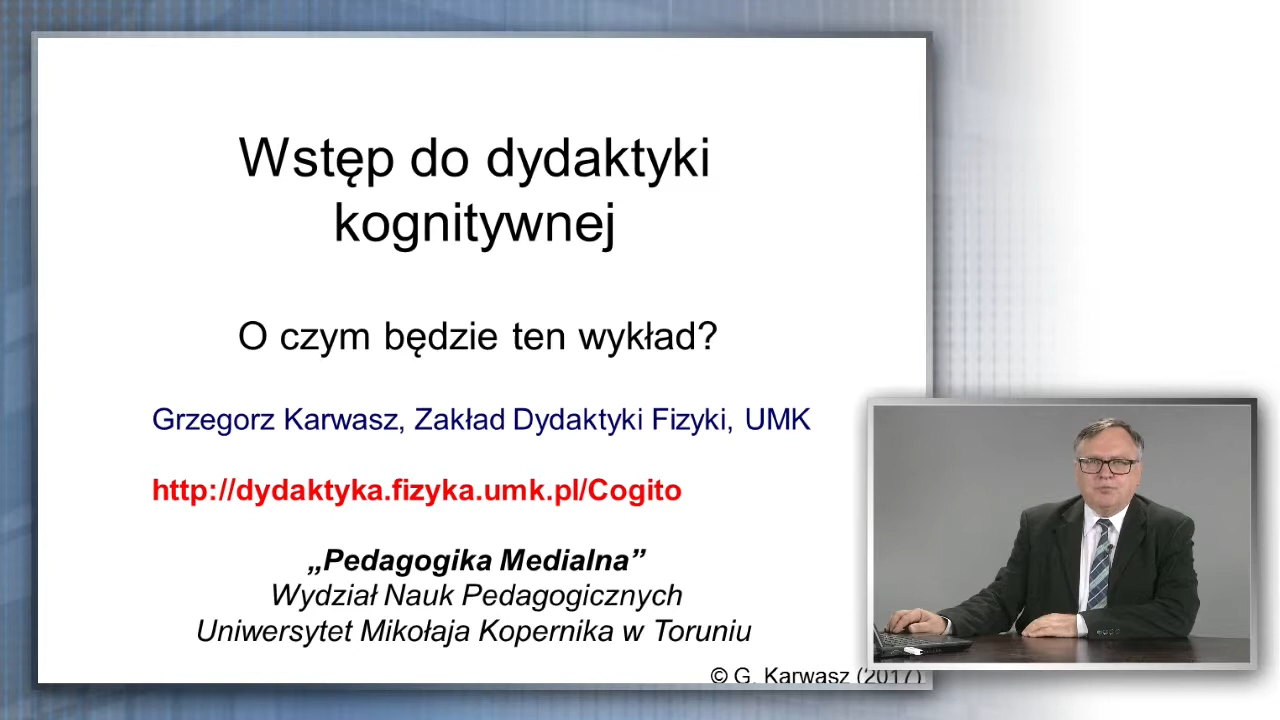 Wstęp do dydaktyki
kognitywnej
O czym będzie ten wykład?
Grzegorz Karwasz, Zakład Dydaktyki Fizyki, UMK
http://dydaktyka.fizyka.umk.pl/Cogito
„Pedagogika Medialna”
Wydział Nauk Pedagogicznych
Uniwersytet Mikołaja Kopernika w Toruniu
© G. Karwasz (2017)